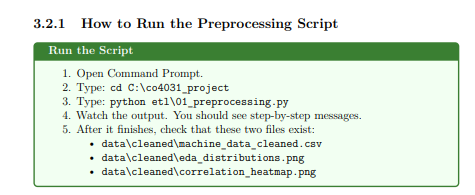 3.2.1 How to Run the Preprocessing Script
Run the Script
1. Open Command Prompt.
2. Type: cd C:\co4031_project
3. Type: python etl\01_preprocessing.py
4. Watch the output. You should see step-by-step messages.
5. After it finishes, check that these two files exist:
• data\cleaned\machine_data_cleaned.csv
• data\cleaned\eda_distributions.png
• data\cleaned\correlation_heatmap.png